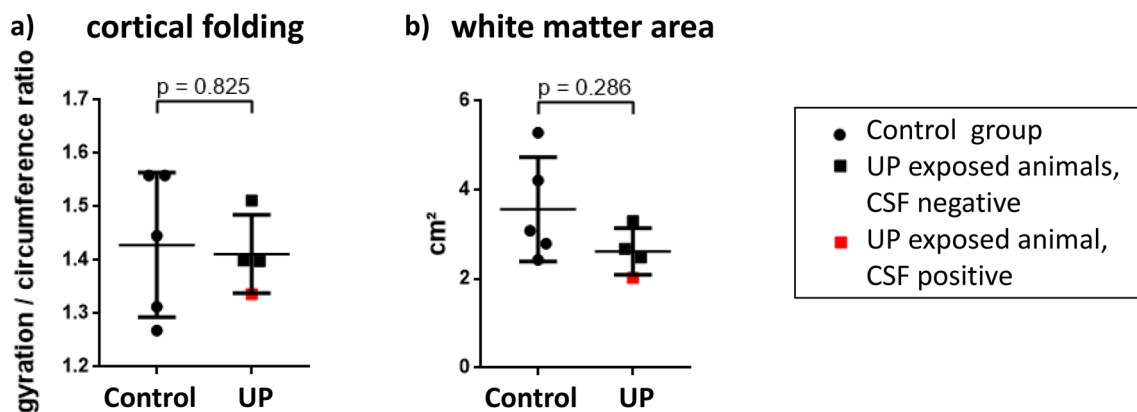 a) cortical folding
gyration / circumference ratio
p = 0.825
1.7
1.6
1.5
1.4
1.3
1.2
Control UP
b) white matter area
cm²
p = 0.286
6
4
2
0
Control UP
Control group
UP exposed animals,
CSF negative
UP exposed animal,
CSF positive